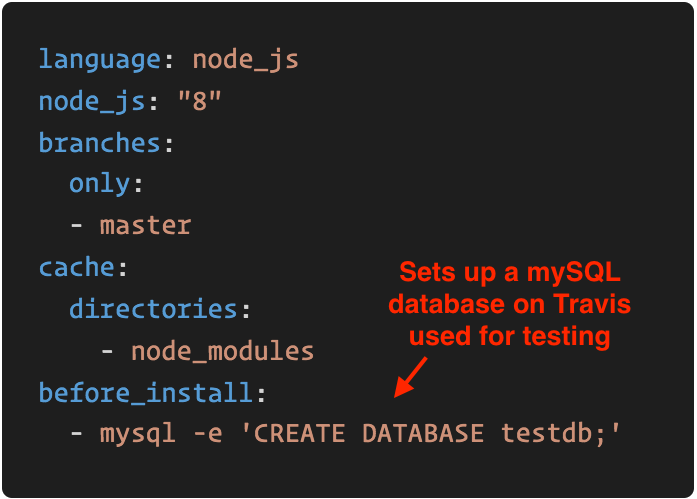 language: node_js
node_js: "8"
branches:
  only:
  - master
cache:
  directories:
    - node_modules
before_install:
  - mysql -e 'CREATE DATABASE testdb;'
Sets up a mySQL
database on Travis
used for testing